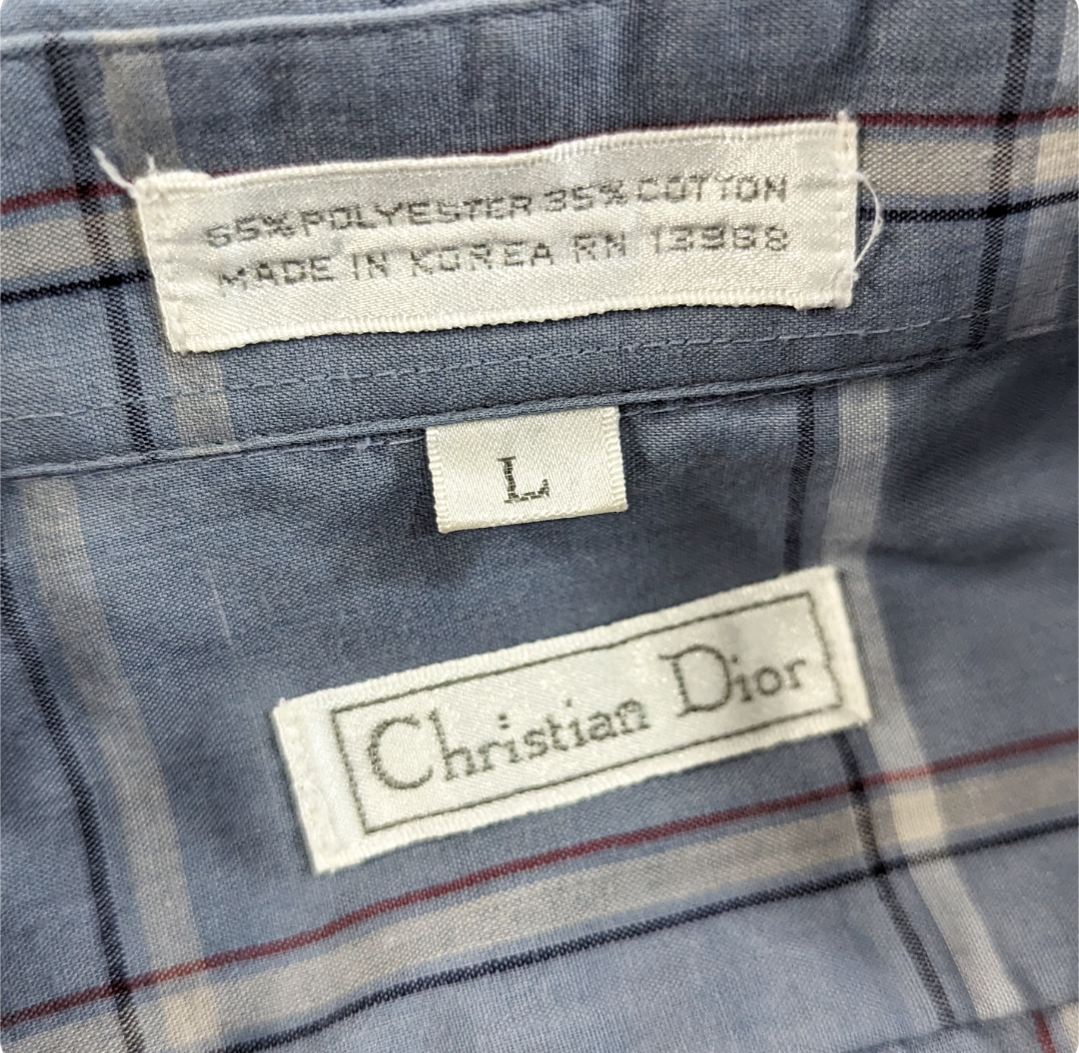 65% POLYESTER 35% COTTON
MADE IN KOREA RN 13968
L
Christian Dior